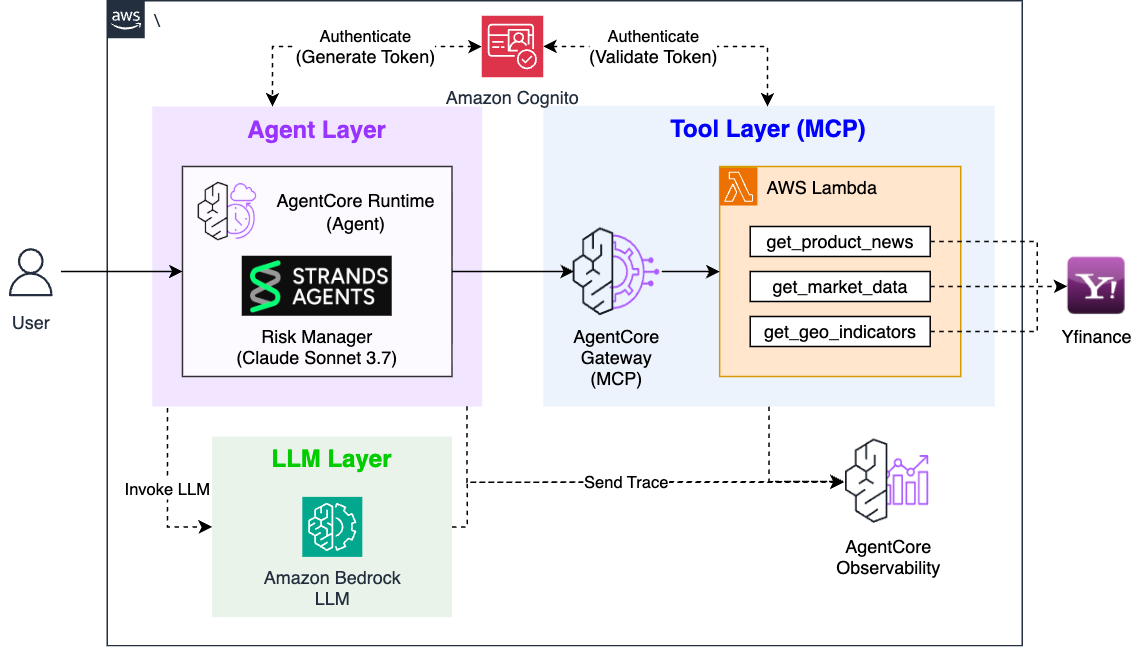 aws
\
Authenticate
(Generate Token)
Authenticate
(Validate Token)
Amazon Cognito
Agent Layer
Tool Layer (MCP)
AgentCore Runtime
(Agent)
STRANDS
AGENTS
Risk Manager
(Claude Sonnet 3.7)
AWS Lambda
get_product_news
get_market_data
get_geo_indicators
AgentCore
Gateway
(MCP)
User
Y!
Yfinance
LLM Layer
Invoke LLM
Amazon Bedrock
LLM
Send Trace
AgentCore
Observability